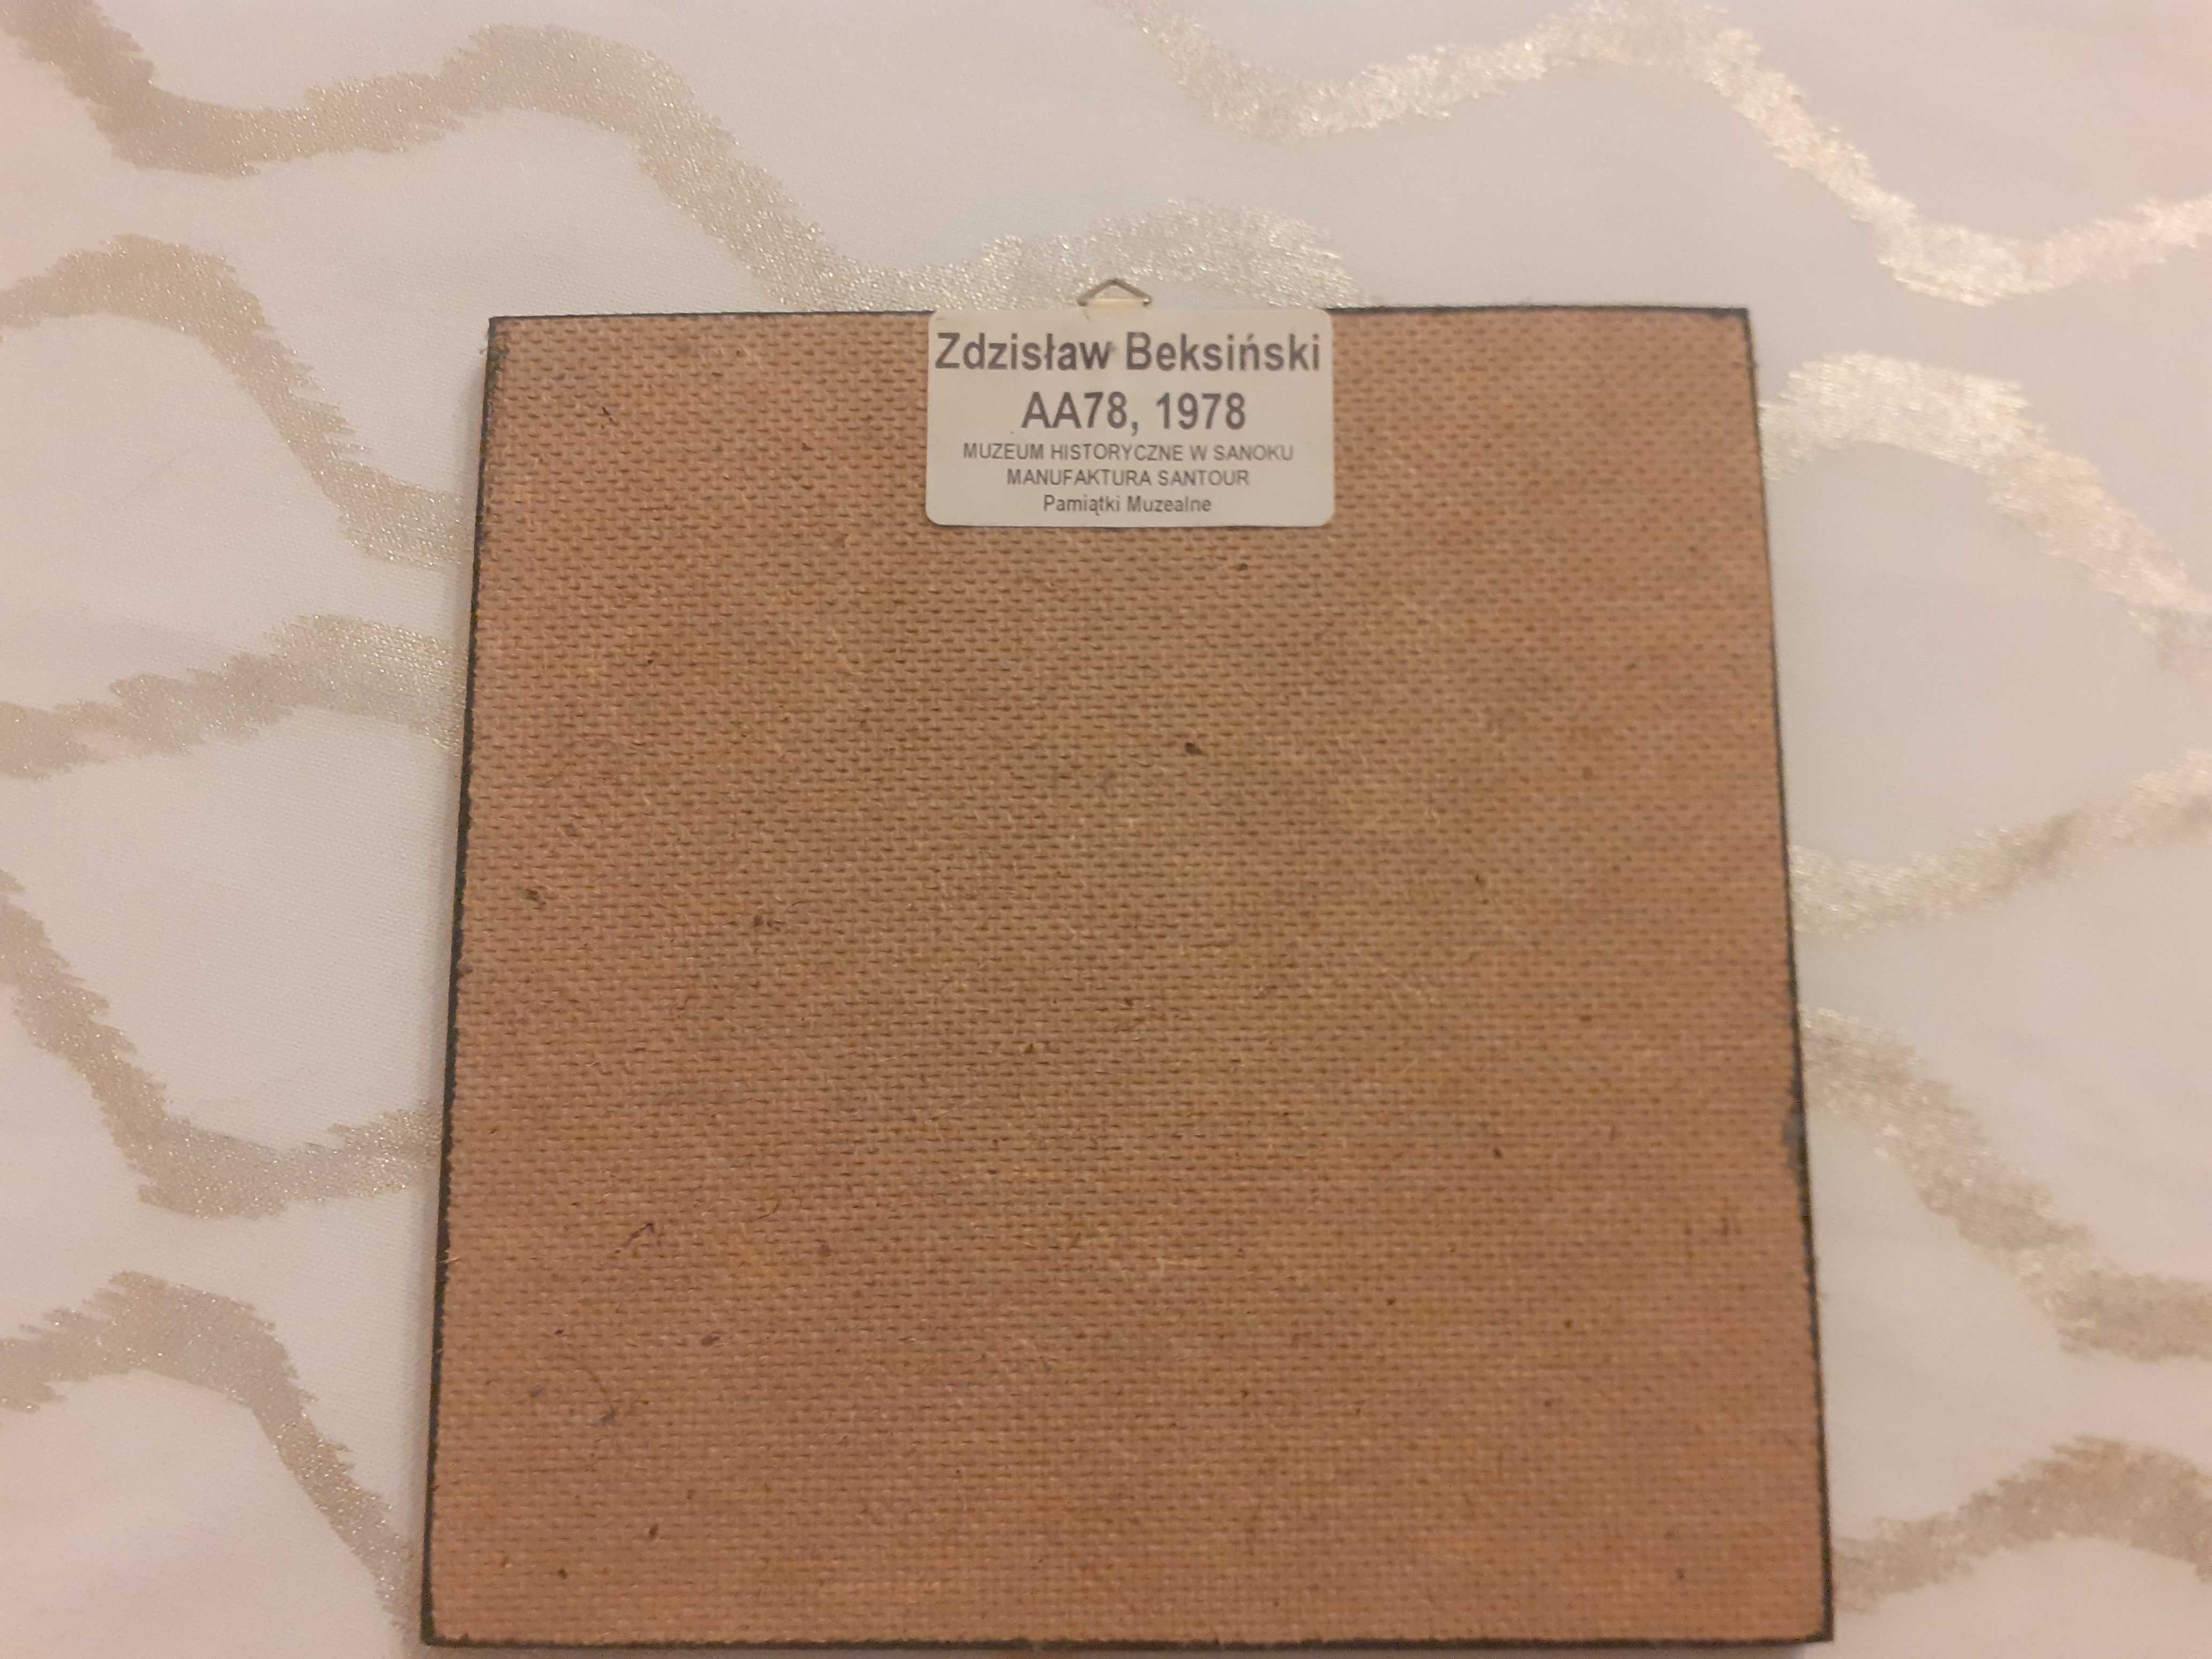 Zdzisław Beksiński
AA78, 1978
MUZEUM HISTORYCZNE W SANOKU
MANUFAKTURA SANTOUR
Pamiątki Muzealne